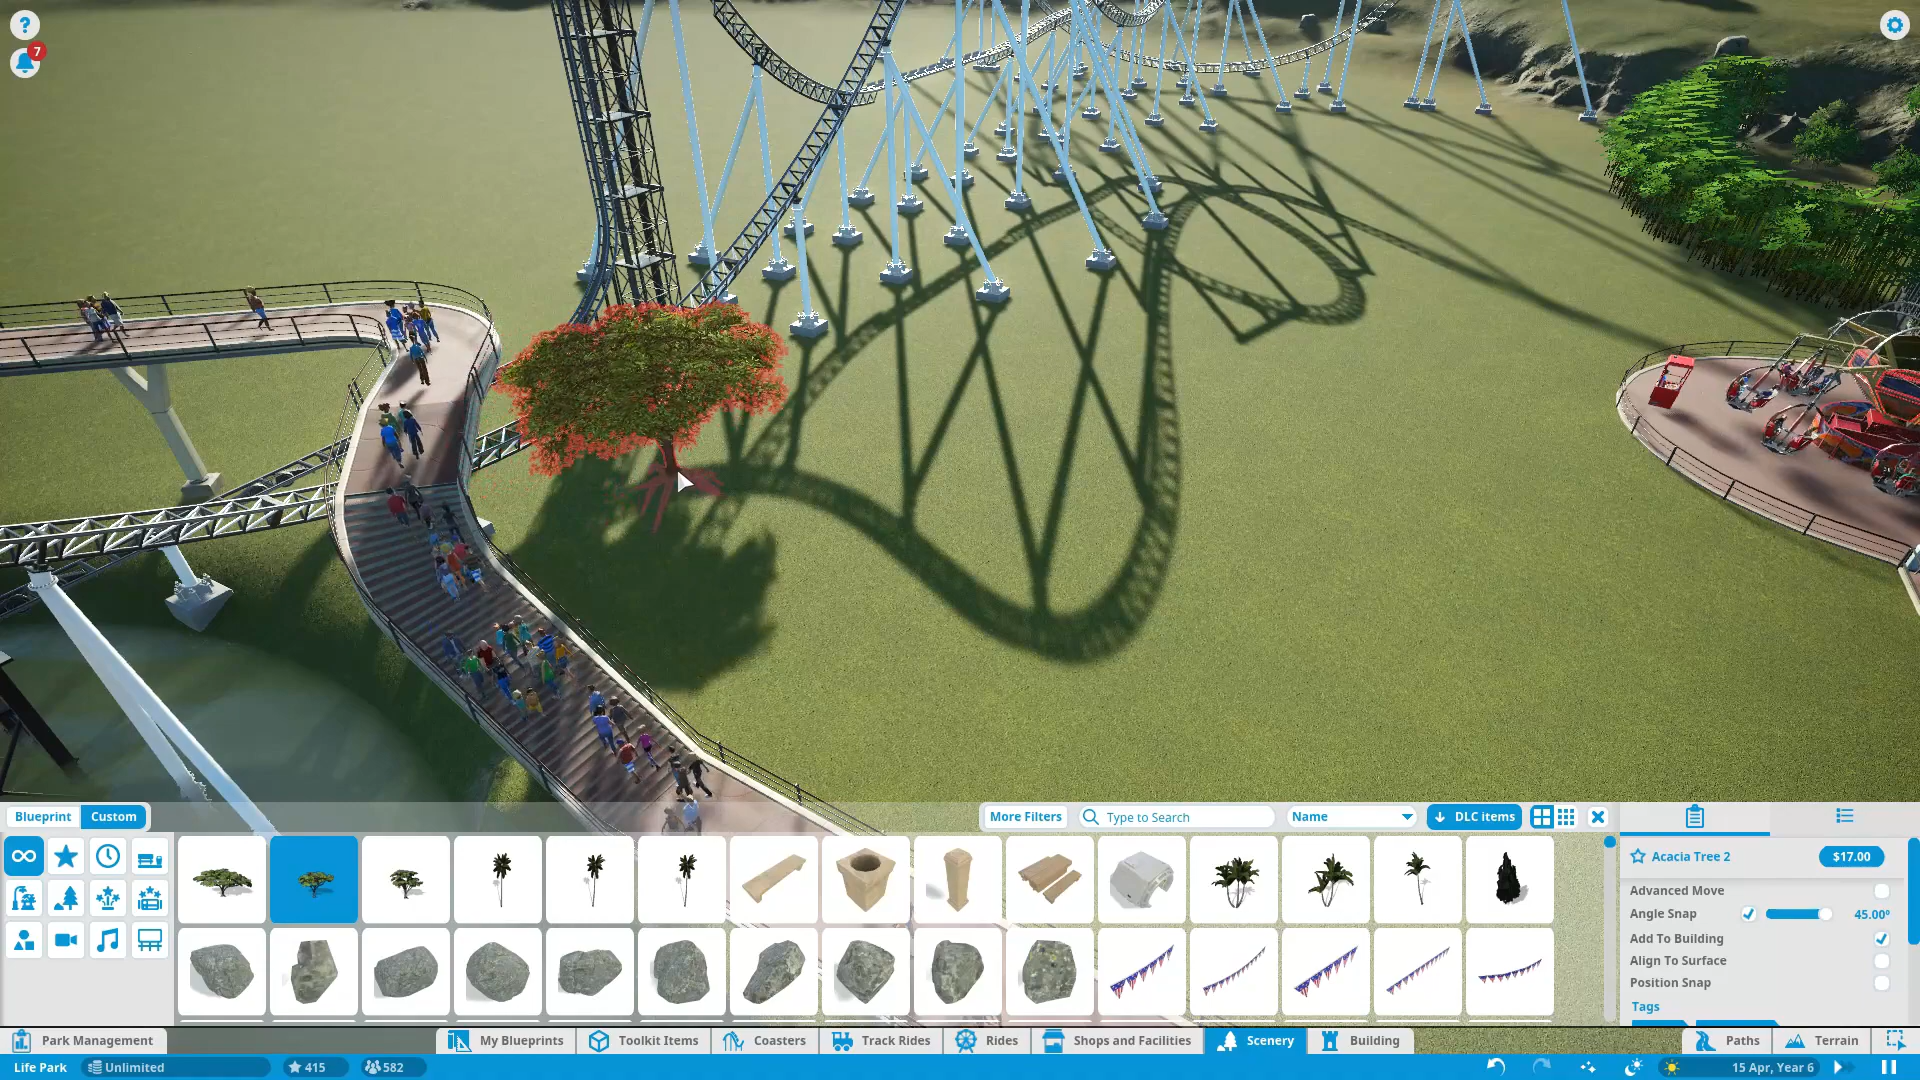 ?
7
Blueprint Custom
More Filters Type to Search Name DLC items
Acacia Tree 2 $17.00
Advanced Move
Angle Snap 45.00º
Add To Building
Align To Surface
Position Snap
Tags
Park Management My Blueprints Toolkit Items Coasters Track Rides Rides Shops and Facilities Scenery Building Paths Terrain
Life Park Unlimited 415 582 15 Apr, Year 6